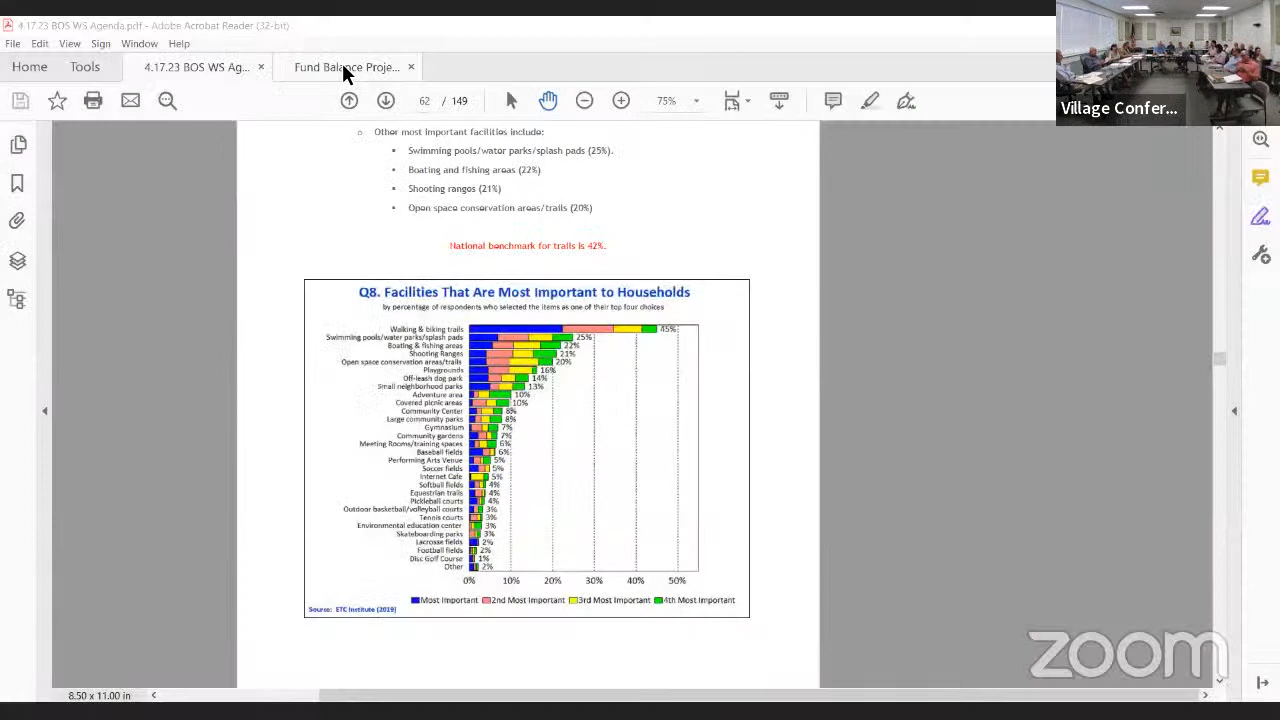 4.17.23 BOS WS Agenda.pdf - Adobe Acrobat Reader (32-bit)
File Edit View Sign Window Help
Home Tools 4.17.23 BOS WS Ag... × Fund Balance Proje... ×
62 / 149 75%
Village Confer...
Other most important facilities include:
Swimming pools/water parks/splash pads (25%).
Boating and fishing areas (22%)
Shooting ranges (21%)
Open space conservation areas/trails (20%)
National benchmark for trails is 42%.
Q8. Facilities That Are Most Important to Households
by percentage of respondents who selected the items as one of their top four choices
Walking & biking trails 45%
Swimming pools/water parks/splash pads 25%
Boating & fishing areas 22%
Shooting Ranges 21%
Open space conservation areas/trails 20%
Playgrounds 16%
Off-leash dog park 14%
Small neighborhood parks 13%
Adventure area 10%
Covered picnic areas 10%
Community Center 8%
Large community parks 8%
Gymnasium 7%
Community gardens 7%
Meeting Rooms/training spaces 6%
Baseball fields 6%
Performing Arts Venue 5%
Soccer fields 5%
Internet Cafe 5%
Softball fields 4%
Equestrian trails 4%
Pickleball courts 4%
Outdoor basketball/volleyball courts 3%
Tennis courts 3%
Environmental education center 3%
Skateboarding parks 3%
Lacrosse fields 2%
Football fields 2%
Disc Golf Course 1%
Other 2%
0% 10% 20% 30% 40% 50%
Most Important 2nd Most Important 3rd Most Important 4th Most Important
Source: ETC Institute (2019)
zoom
8.50 x 11.00 in